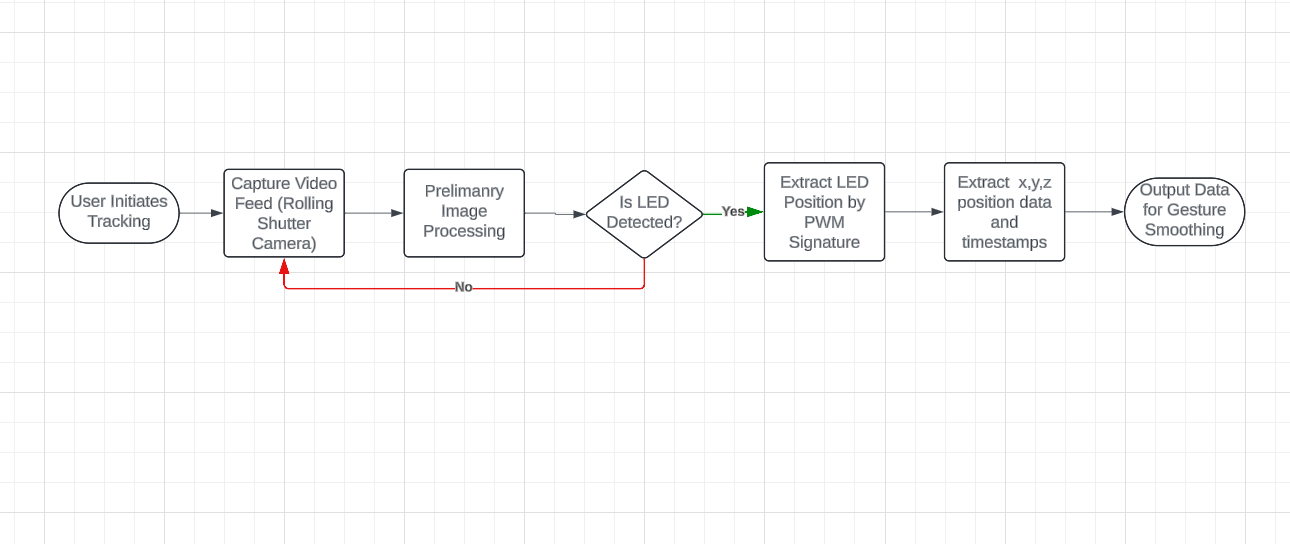 User Initiates
Tracking
Capture Video
Feed (Rolling
Shutter
Camera)
Prelimanry
Image
Processing
Is LED
Detected?
Yes
No
Extract LED
Position by
PWM
Signature
Extract x,y,z
position data
and
timestamps
Output Data
for Gesture
Smoothing